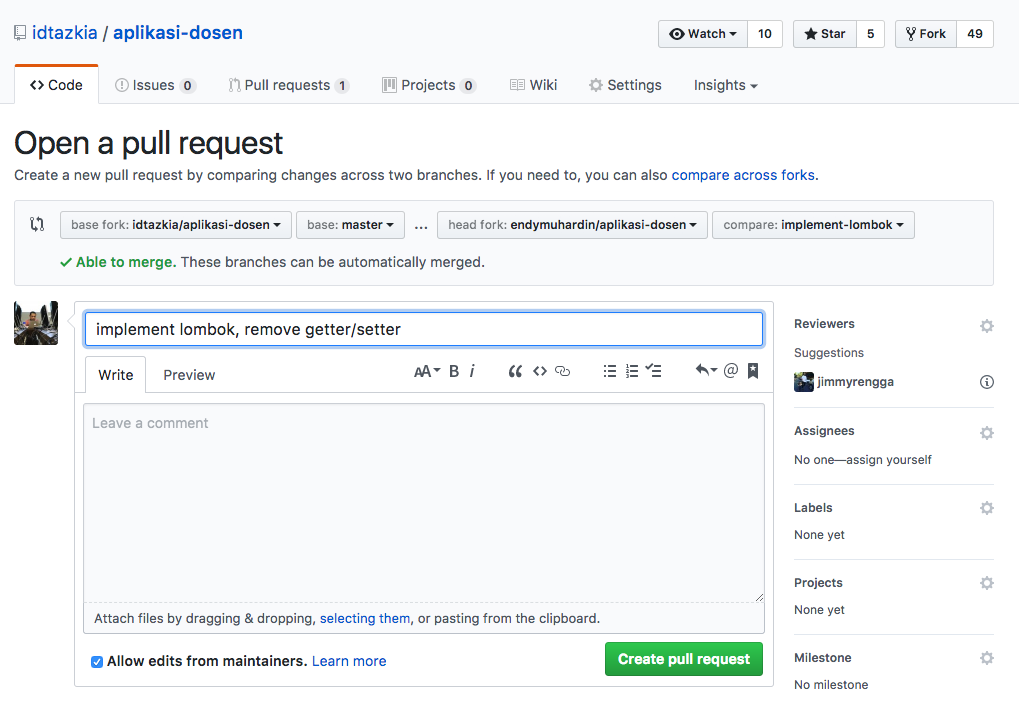 idtazkia / aplikasi-dosen
Watch 10 Star 5 Fork 49
Code Issues 0 Pull requests 1 Projects 0 Wiki Settings Insights
Open a pull request
Create a new pull request by comparing changes across two branches. If you need to, you can also compare across forks.
base fork: idtazkia/aplikasi-dosen base: master ... head fork: endymuhardin/aplikasi-dosen compare: implement-lombok
Able to merge. These branches can be automatically merged.
implement lombok, remove getter/setter
Write Preview AA B i
Leave a comment
Attach files by dragging & dropping, selecting them, or pasting from the clipboard.
Allow edits from maintainers. Learn more
Create pull request
Reviewers
Suggestions
jimmyrengga
Assignees
No one—assign yourself
Labels
None yet
Projects
None yet
Milestone
No milestone